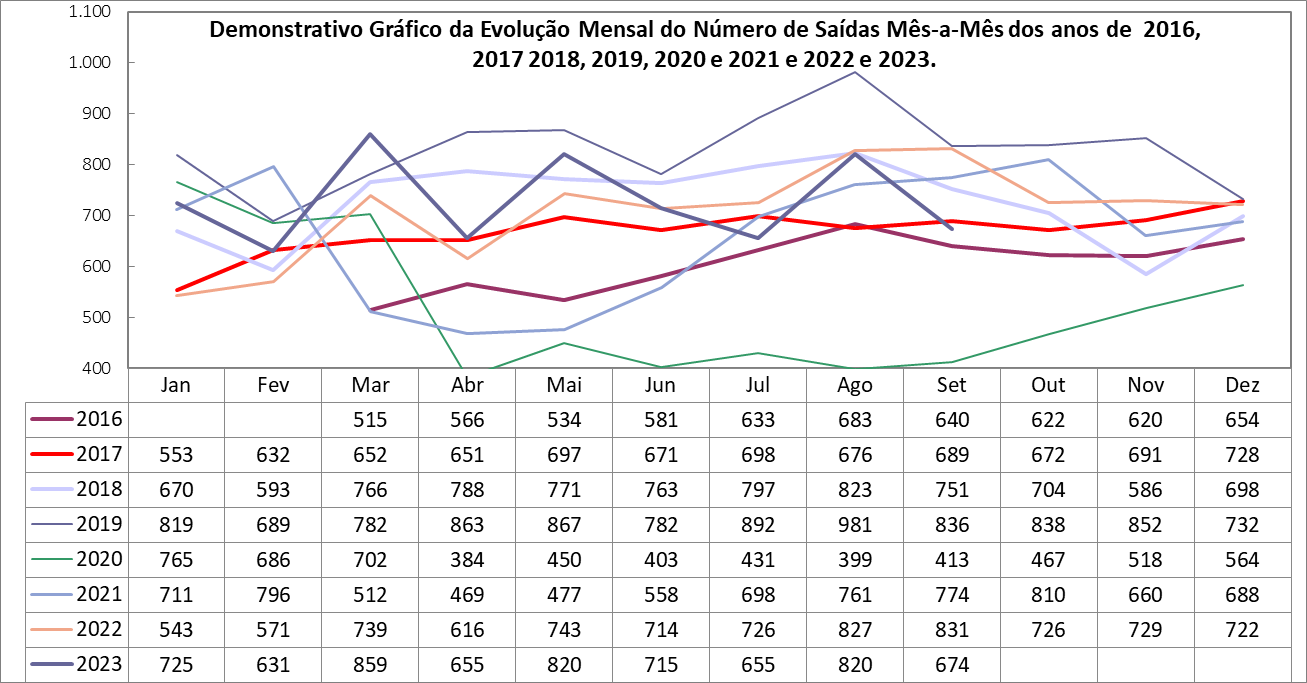 Demonstrativo Gráfico da Evolução Mensal do Número de Saídas Mês-a-Mês dos anos de 2016,
2017 2018, 2019, 2020 e 2021 e 2022 e 2023.
1.100
1.000
900
800
700
600
500
400
Jan Fev Mar Abr Mai Jun Jul Ago Set Out Nov Dez
2016 515 566 534 581 633 683 640 622 620 654
2017 553 632 652 651 697 671 698 676 689 672 691 728
2018 670 593 766 788 771 763 797 823 751 704 586 698
2019 819 689 782 863 867 782 892 981 836 838 852 732
2020 765 686 702 384 450 403 431 399 413 467 518 564
2021 711 796 512 469 477 558 698 761 774 810 660 688
2022 543 571 739 616 743 714 726 827 831 726 729 722
2023 725 631 859 655 820 715 655 820 674